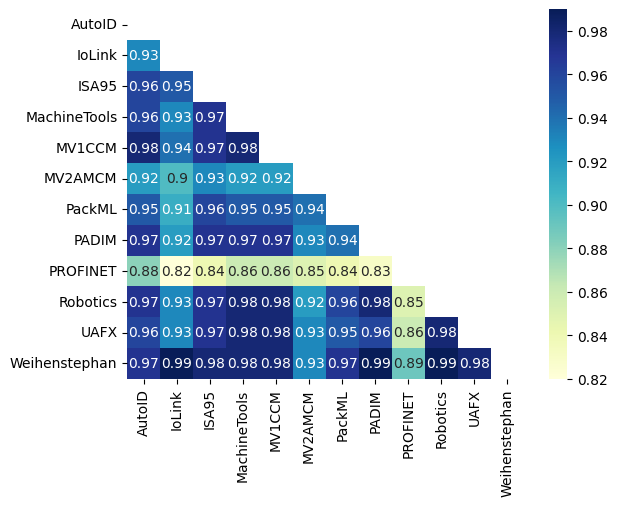 AutoID
IoLink 0.93
ISA95 0.96 0.95
MachineTools 0.96 0.93 0.97
MV1CCM 0.98 0.94 0.97 0.98
MV2AMCM 0.92 0.9 0.93 0.92 0.92
PackML 0.95 0.91 0.96 0.95 0.95 0.94
PADIM 0.97 0.92 0.97 0.97 0.97 0.93 0.94
PROFINET 0.88 0.82 0.84 0.86 0.86 0.85 0.84 0.83
Robotics 0.97 0.93 0.97 0.98 0.98 0.92 0.96 0.98 0.85
UAFX 0.96 0.93 0.97 0.98 0.98 0.93 0.95 0.96 0.86 0.98
Weihenstephan 0.97 0.99 0.98 0.98 0.98 0.93 0.97 0.99 0.89 0.99 0.98
AutoID
IoLink
ISA95
MachineTools
MV1CCM
MV2AMCM
PackML
PADIM
PROFINET
Robotics
UAFX
Weihenstephan
0.98
0.96
0.94
0.92
0.90
0.88
0.86
0.84
0.82